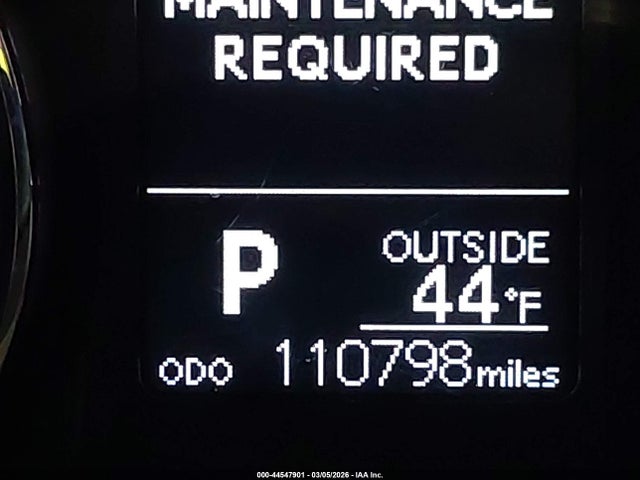 MAINTENANCE
REQUIRED
P
OUTSIDE
44°F
ODO 110798 miles
000-44547901 - 03/05/2026 - IAA Inc.